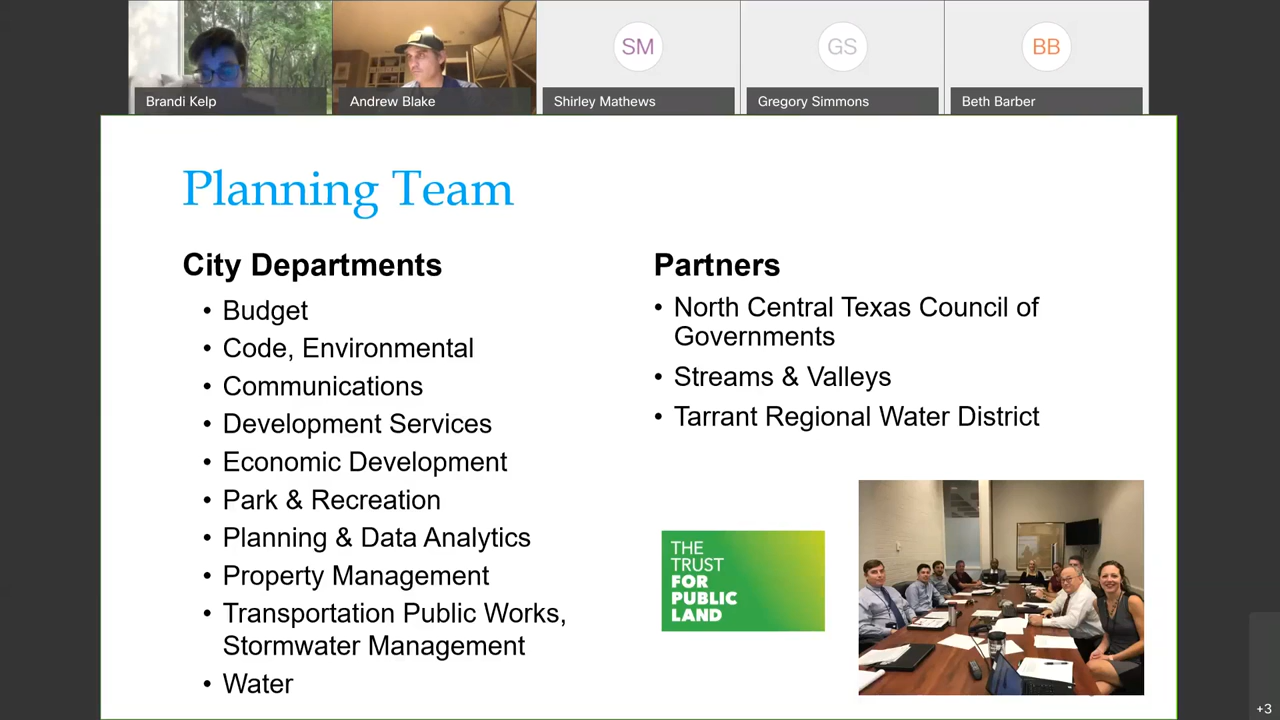 SM
GS
BB
Brandi Kelp
Andrew Blake
Shirley Mathews
Gregory Simmons
Beth Barber
Planning Team
City Departments
• Budget
• Code, Environmental
• Communications
• Development Services
• Economic Development
• Park & Recreation
• Planning & Data Analytics
• Property Management
• Transportation Public Works,
Stormwater Management
• Water
Partners
• North Central Texas Council of
Governments
• Streams & Valleys
• Tarrant Regional Water District
THE
TRUST
FOR
PUBLIC
LAND
+3